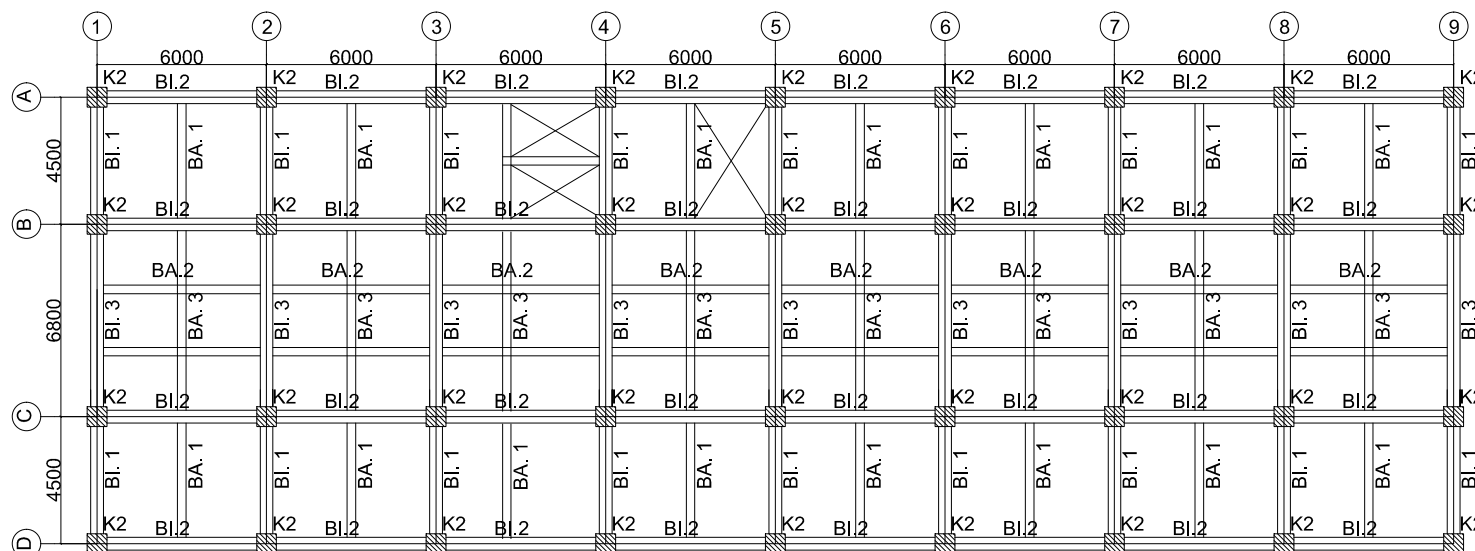 1 2 3 4 5 6 7 8 9
6000 6000 6000 6000 6000 6000 6000 6000
K2 BI.2 K2 BI.2 K2 BI.2 K2 BI.2 K2 BI.2 K2 BI.2 K2 BI.2 K2 BI.2 K2
A
4500 BI. 1 BA. 1 BI. 1 BA. 1 BI. 1 BI. 1 BA. 1 BI. 1 BA. 1 BI. 1 BA. 1 BI. 1 BA. 1 BI. 1 BA. 1 BI. 1
K2 BI.2 K2 BI.2 K2 BI.2 K2 BI.2 K2 BI.2 K2 BI.2 K2 BI.2 K2 BI.2 K2
B
BA.2 BA.2 BA.2 BA.2 BA.2 BA.2 BA.2 BA.2
6800 BI. 3 BA. 3 BI. 3 BA. 3 BI. 3 BA. 3 BI. 3 BA. 3 BI. 3 BA. 3 BI. 3 BA. 3 BI. 3 BA. 3 BI. 3 BA. 3 BI. 3
K2 BI.2 K2 BI.2 K2 BI.2 K2 BI.2 K2 BI.2 K2 BI.2 K2 BI.2 K2 BI.2 K2
C
4500 BI. 1 BA. 1 BI. 1 BA. 1 BI. 1 BA. 1 BI. 1 BA. 1 BI. 1 BA. 1 BI. 1 BA. 1 BI. 1 BA. 1 BI. 1 BA. 1 BI. 1
K2 BI.2 K2 BI.2 K2 BI.2 K2 BI.2 K2 BI.2 K2 BI.2 K2 BI.2 K2 BI.2 K2
D